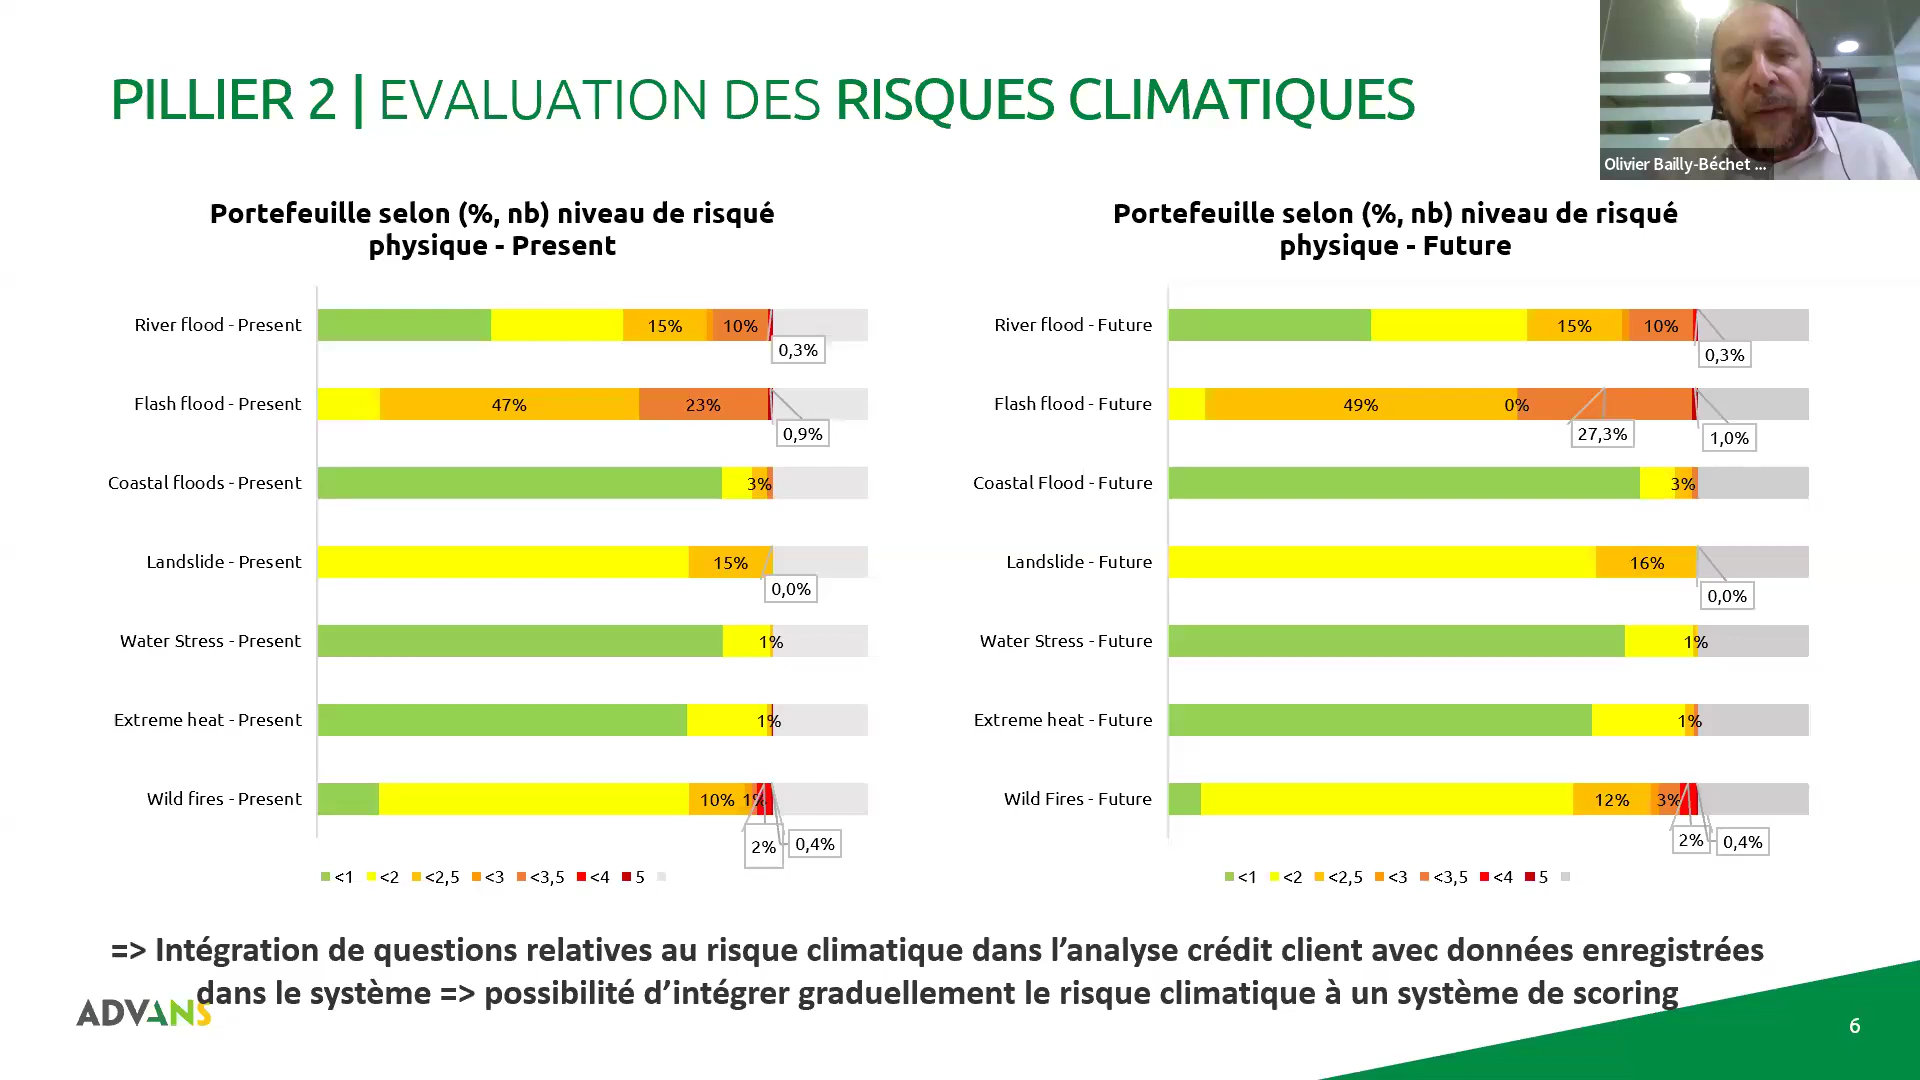 PILLIER 2 | EVALUATION DES RISQUES CLIMATIQUES
Olivier Bailly-Béchet ...
Portefeuille selon (%, nb) niveau de risqué
physique - Present
River flood - Present
15%
10%
0,3%
Flash flood - Present
47%
23%
0,9%
Coastal floods - Present
3%
Landslide - Present
15%
0,0%
Water Stress - Present
1%
Extreme heat - Present
1%
Wild fires - Present
10%
1%
2%
0,4%
<1 <2 <2,5 <3 <3,5 <4 5
Portefeuille selon (%, nb) niveau de risqué
physique - Future
River flood - Future
15%
10%
0,3%
Flash flood - Future
49%
0%
27,3%
1,0%
Coastal Flood - Future
3%
Landslide - Future
16%
0,0%
Water Stress - Future
1%
Extreme heat - Future
1%
Wild Fires - Future
12%
3%
2%
0,4%
<1 <2 <2,5 <3 <3,5 <4 5
=> Intégration de questions relatives au risque climatique dans l’analyse crédit client avec données enregistrées
dans le système => possibilité d’intégrer graduellement le risque climatique à un système de scoring
ADVANS
6